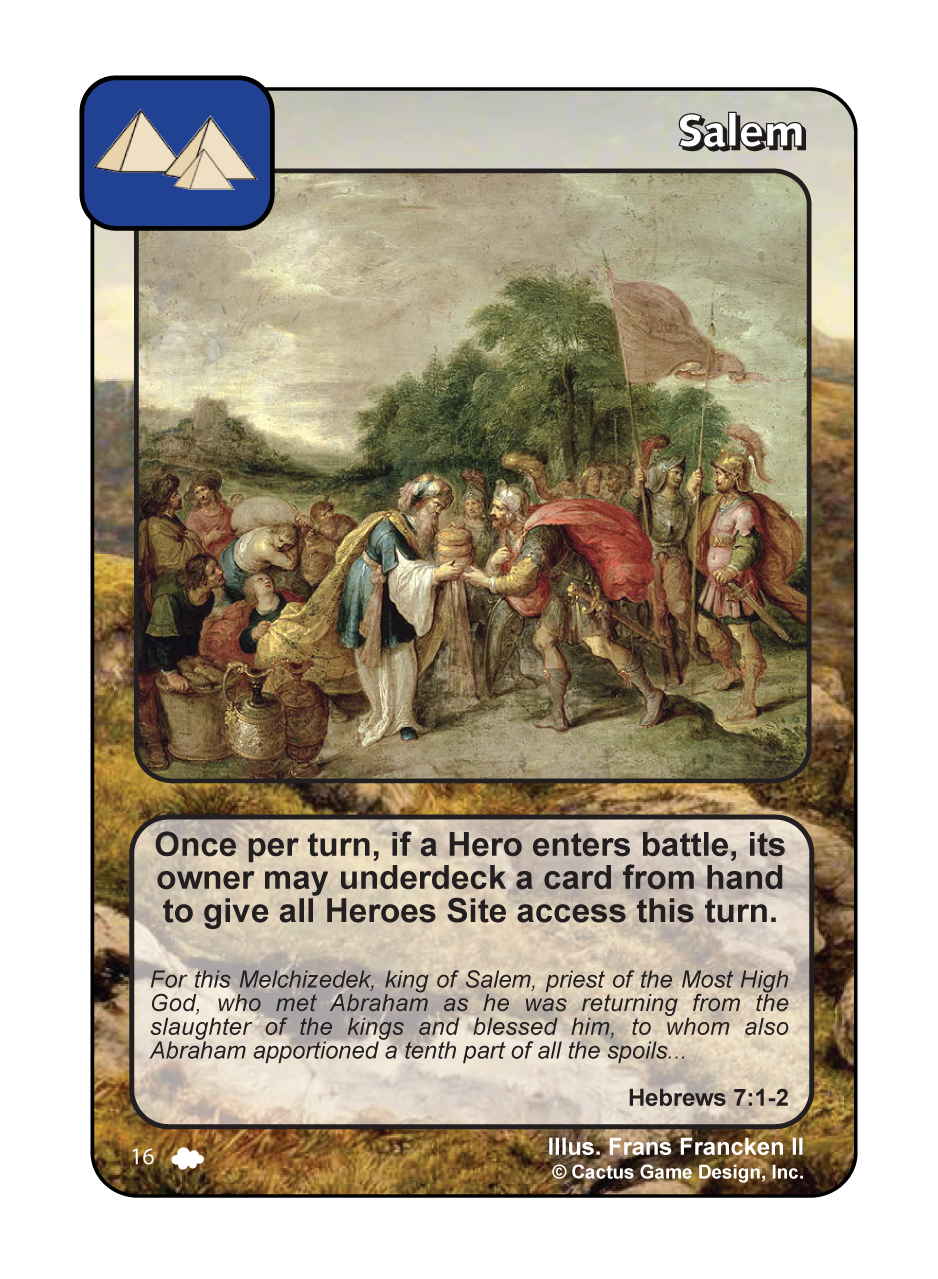 Salem
Once per turn, if a Hero enters battle, its
owner may underdeck a card from hand
to give all Heroes Site access this turn.
For this Melchizedek, king of Salem, priest of the Most High
God, who met Abraham as he was returning from the
slaughter of the kings and blessed him, to whom also
Abraham apportioned a tenth part of all the spoils...
Hebrews 7:1-2
16
Illus. Frans Francken II
© Cactus Game Design, Inc.